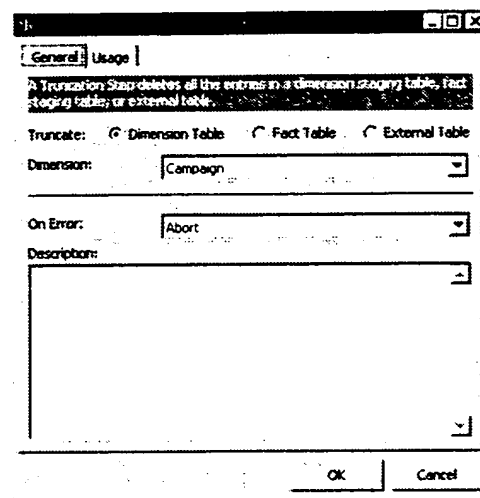 General Usage
A Truncation Step deletes all the entries in a dimension staging table, fact
staging table, or external table.
Truncate: Dimension Table Fact Table External Table
Dimension: Campaign
On Error: Abort
Description:
OK Cancel